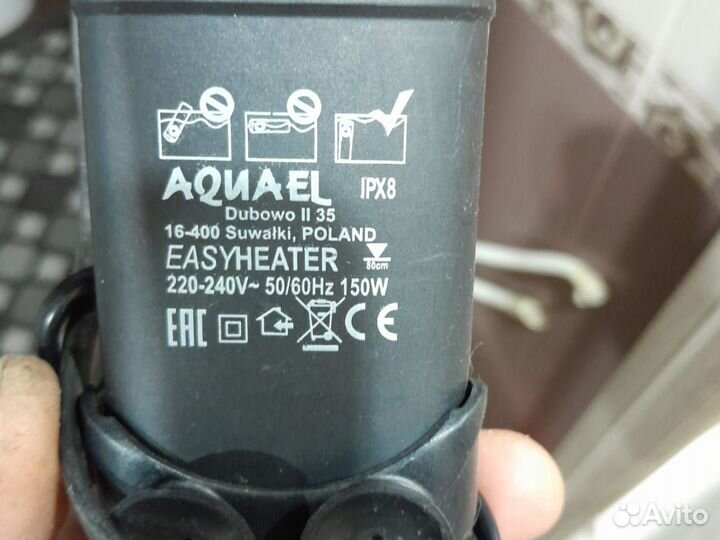 AQUAEL IPX8
Dubowo II 35
16-400 Suwałki, POLAND
EASYHEATER 80cm
220-240V~ 50/60Hz 150W
EAC CE
Avito